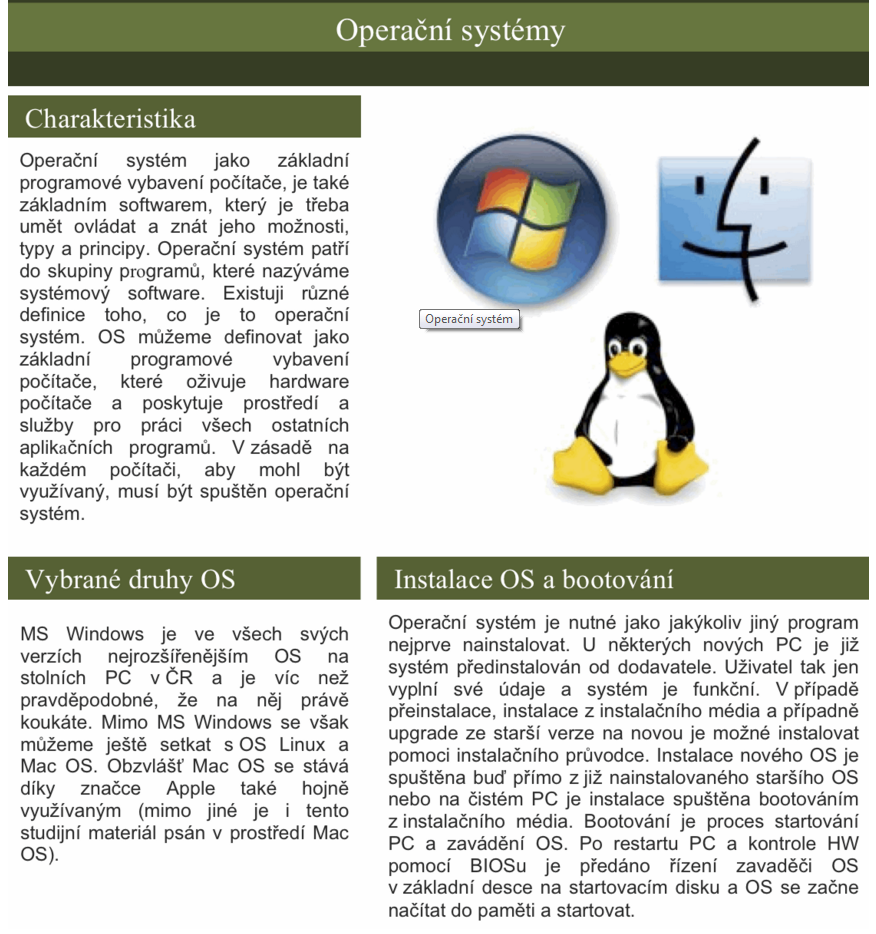 Operační systémy
Charakteristika
Operační systém jako základní
programové vybavení počítače, je také
základním softwarem, který je třeba
umět ovládat a znát jeho možnosti,
typy a principy. Operační systém patří
do skupiny programů, které nazýváme
systémový software. Existuji různé
definice toho, co je to operační
systém. OS můžeme definovat jako
základní programové vybavení
počítače, které oživuje hardware
počítače a poskytuje prostředí a
služby pro práci všech ostatních
aplikačních programů. V zásadě na
každém počítači, aby mohl být
využívaný, musí být spuštěn operační
systém.
Operační systém
Vybrané druhy OS
MS Windows je ve všech svých
verzích nejrozšířenějším OS na
stolních PC v ČR a je víc než
pravděpodobné, že na něj právě
koukáte. Mimo MS Windows se však
můžeme ještě setkat s OS Linux a
Mac OS. Obzvlášť Mac OS se stává
díky značce Apple také hojně
využívaným (mimo jiné je i tento
studijní materiál psán v prostředí Mac
OS).
Instalace OS a bootování
Operační systém je nutné jako jakýkoliv jiný program
nejprve nainstalovat. U některých nových PC je již
systém předinstalován od dodavatele. Uživatel tak jen
vyplní své údaje a systém je funkční. V případě
přeinstalace, instalace z instalačního média a případně
upgrade ze starší verze na novou je možné instalovat
pomoci instalačního průvodce. Instalace nového OS je
spuštěna buď přímo z již nainstalovaného staršího OS
nebo na čistém PC je instalace spuštěna bootováním
z instalačního média. Bootování je proces startování
PC a zavádění OS. Po restartu PC a kontrole HW
pomocí BIOSu je předáno řízení zavaděči OS
v základní desce na startovacím disku a OS se začne
načítat do paměti a startovat.